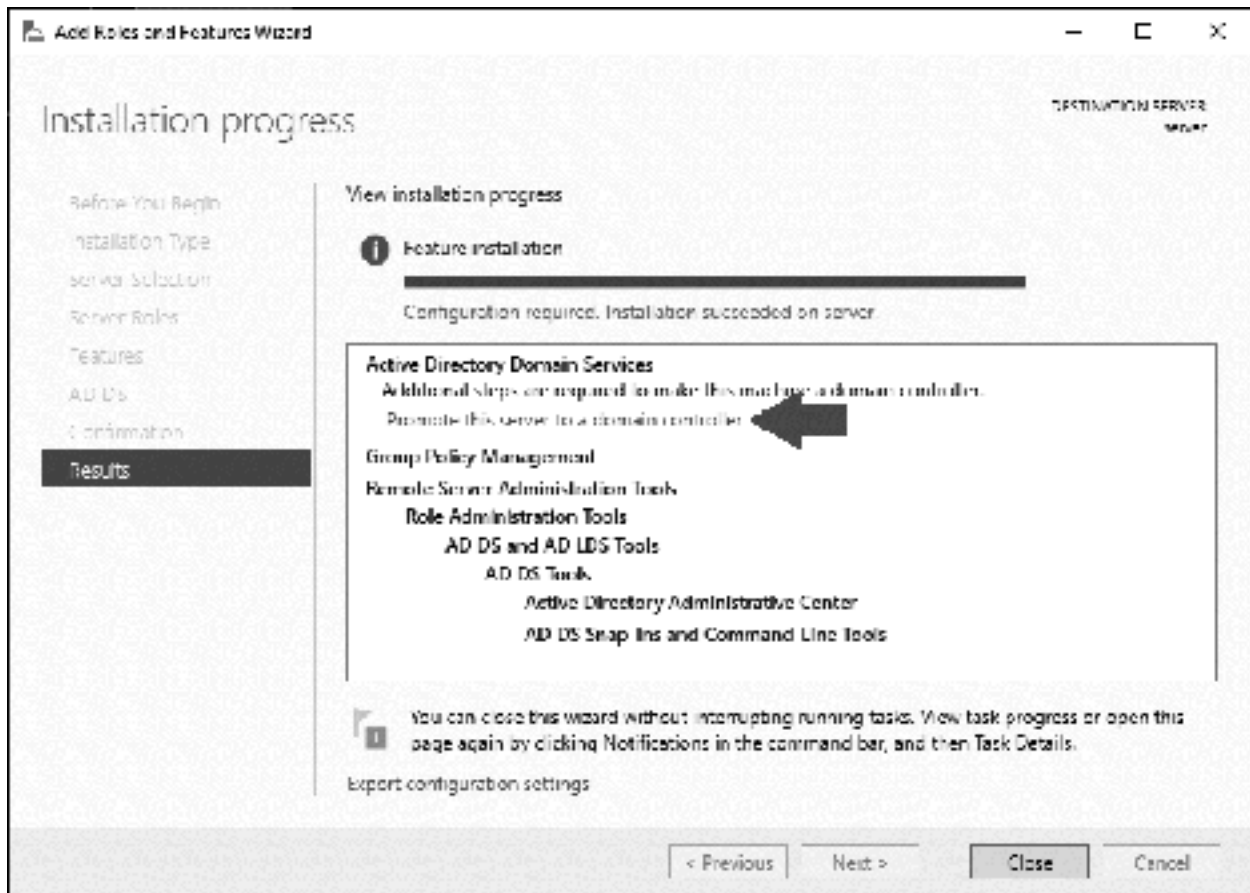 Add Roles and Features Wizard
Installation progress
DESTINATION SERVER
server
Before You Begin
Installation Type
Server Selection
Server Roles
Features
AD DS
Confirmation
Results
View installation progress
Feature installation
Configuration required. Installation succeeded on server.
Active Directory Domain Services
Additional steps are required to make this machine a domain controller.
Promote this server to a domain controller
Group Policy Management
Remote Server Administration Tools
Role Administration Tools
AD DS and AD LDS Tools
AD DS Tools
Active Directory Administrative Center
AD DS Snap-Ins and Command-Line Tools
You can close this wizard without interrupting running tasks. View task progress or open this
page again by clicking Notifications in the command bar, and then Task Details.
Export configuration settings
< Previous
Next >
Close
Cancel